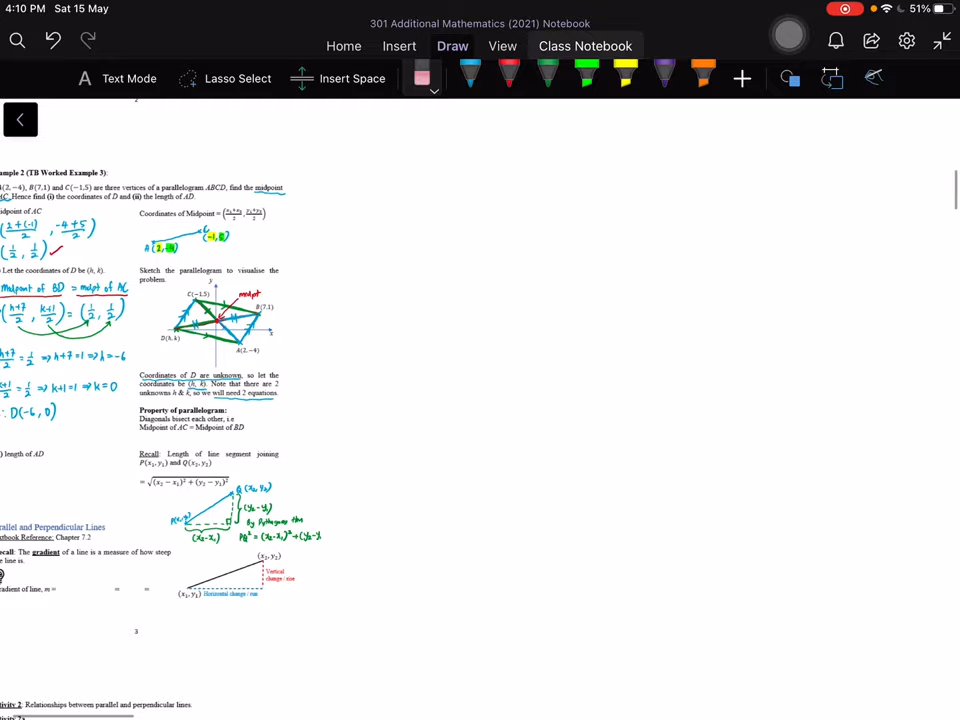 4:10 PM Sat 15 May
51%
301 Additional Mathematics (2021) Notebook
Home Insert Draw View Class Notebook
Text Mode Lasso Select Insert Space
2
ample 2 (TB Worked Example 3):
(2,−4), B(7,1) and C(−1,5) are three vertices of a parallelogram ABCD, find the midpoint
AC. Hence find (i) the coordinates of D and (ii) the length of AD.
idpoint of AC
(2+(-1)/2 , -4+5/2)
(1/2, 1/2) ✓
) Let the coordinates of D be (h, k).
Midpoint of BD = midpt of AC
(h+7/2, k+1/2) = (1/2, 1/2)
h+7/2 = 1/2 ⇒ h+7=1 ⇒ h=-6
k+1/2 = 1/2 ⇒ k+1=1 ⇒ k=0
∴ D(-6, 0)
) length of AD
Coordinates of Midpoint = (x₁+x₂/2, y₁+y₂/2)
C
(-1,5)
A(2,-4)
Sketch the parallelogram to visualise the
problem.
y
C(−1,5)
midpt
B(7,1)
x
D(h,k)
A(2,−4)
Coordinates of D are unknown, so let the
coordinates be (h, k). Note that there are 2
unknowns h & k, so we will need 2 equations.
Property of parallelogram:
Diagonals bisect each other, i.e
Midpoint of AC = Midpoint of BD
Recall: Length of line segment joining
P(x₁,y₁) and Q(x₂,y₂)
= √(x₂ − x₁)² + (y₂ − y₁)²
Q (x₂, y₂)
(y₂-y₁)
By Pythagoras thm
(x₂-x₁)
PQ² = (x₂-x₁)² + (y₂-y₁
arallel and Perpendicular Lines
xtbook Reference: Chapter 7.2
ecall: The gradient of a line is a measure of how steep
e line is.
radient of line, m = = =
(x₂, y₂)
Vertical
change / rise
(x₁, y₁) Horizontal change / run
3
tivity 2: Relationships between parallel and perpendicular lines.